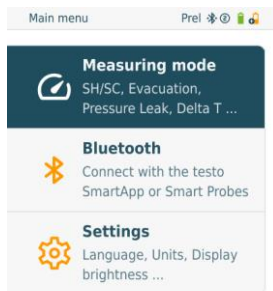 Main menu Prel
Measuring mode
SH/SC, Evacuation,
Pressure Leak, Delta T ...
Bluetooth
Connect with the testo
SmartApp or Smart Probes
Settings
Language, Units, Display
brightness ...